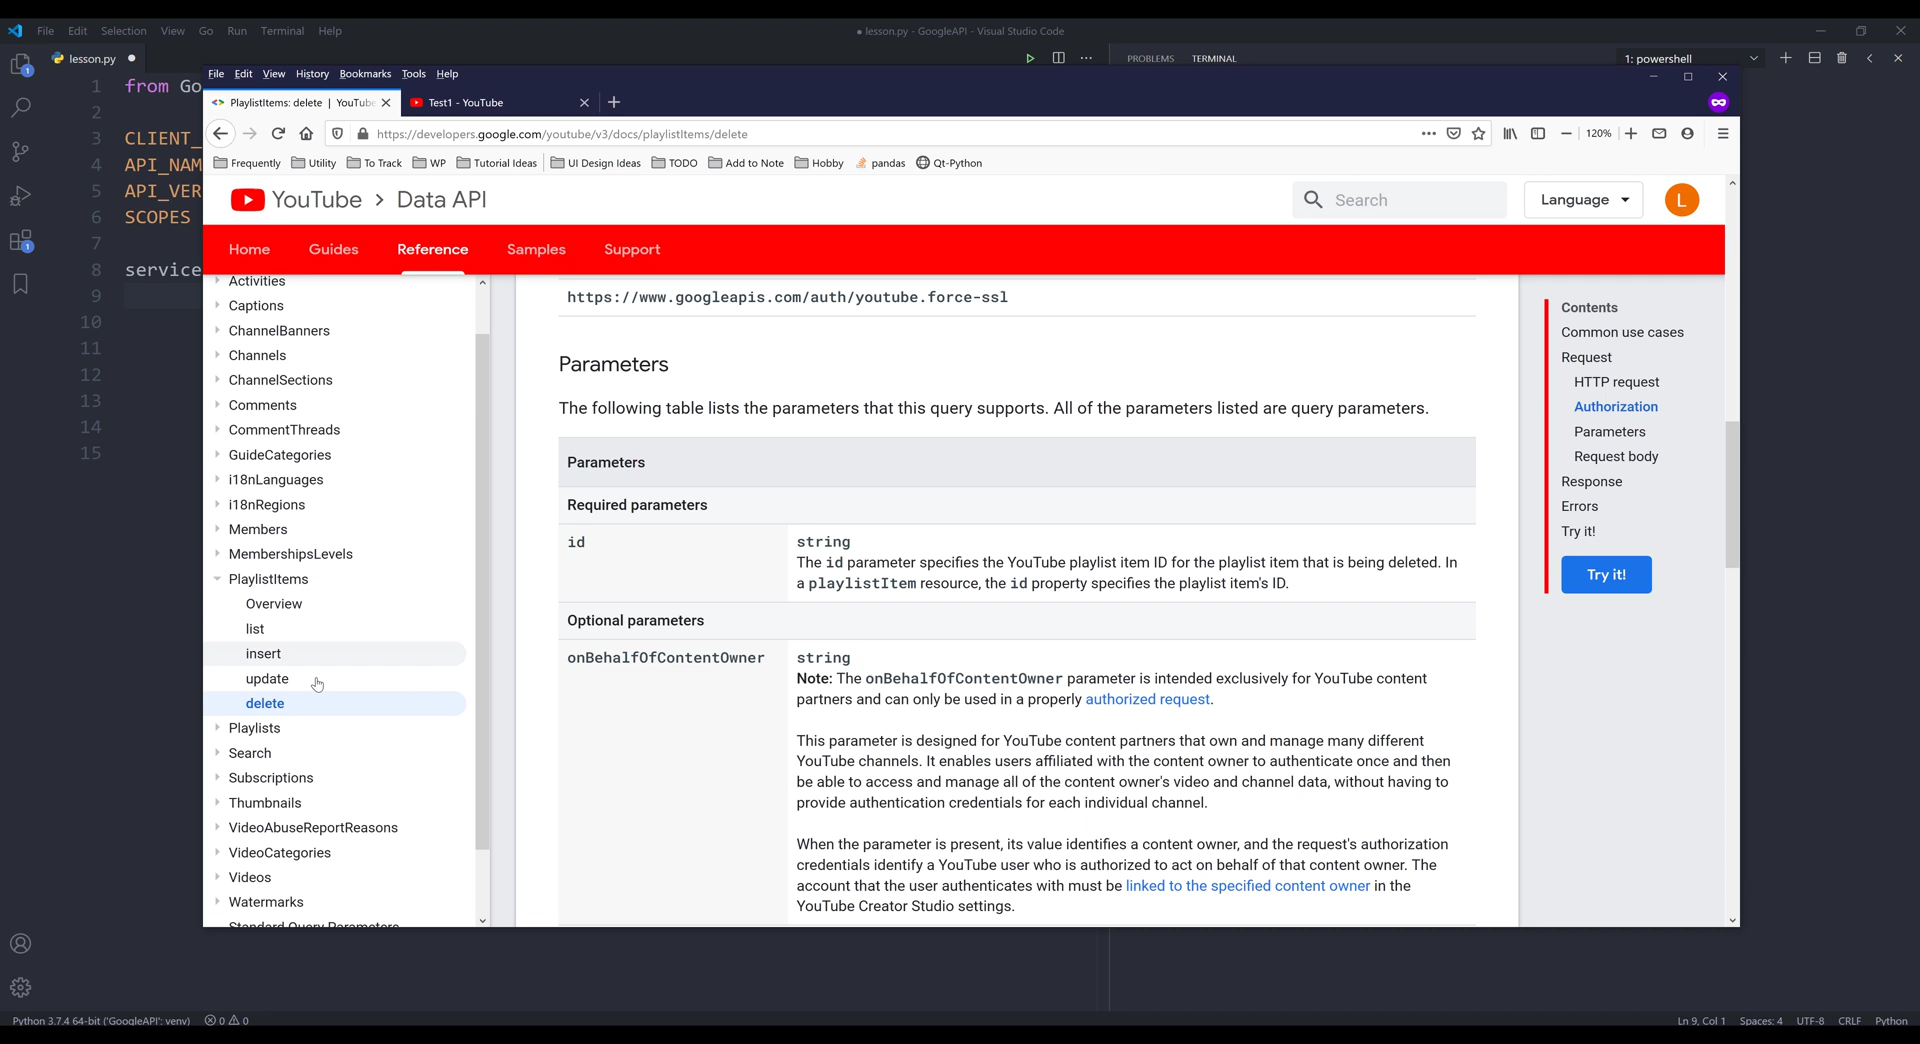 File Edit Selection View Go Run Terminal Help
● lesson.py - GoogleAPI - Visual Studio Code
lesson.py
PROBLEMS TERMINAL
1: powershell
1 from Go
2
3 CLIENT_
4 API_NAM
5 API_VER
6 SCOPES
7
8 service
9
10
11
12
13
14
15
File Edit View History Bookmarks Tools Help
PlaylistItems: delete | YouTube
Test1 - YouTube
https://developers.google.com/youtube/v3/docs/playlistItems/delete
120%
Frequently Utility To Track WP Tutorial Ideas UI Design Ideas TODO Add to Note Hobby pandas Qt-Python
YouTube > Data API
Search
Language
L
Home Guides Reference Samples Support
Activities
Captions
ChannelBanners
Channels
ChannelSections
Comments
CommentThreads
GuideCategories
i18nLanguages
i18nRegions
Members
MembershipsLevels
PlaylistItems
Overview
list
insert
update
delete
Playlists
Search
Subscriptions
Thumbnails
VideoAbuseReportReasons
VideoCategories
Videos
Watermarks
Standard Query Parameters
https://www.googleapis.com/auth/youtube.force-ssl
Parameters
The following table lists the parameters that this query supports. All of the parameters listed are query parameters.
Parameters
Required parameters
id
string
The id parameter specifies the YouTube playlist item ID for the playlist item that is being deleted. In
a playlistItem resource, the id property specifies the playlist item's ID.
Optional parameters
onBehalfOfContentOwner
string
Note: The onBehalfOfContentOwner parameter is intended exclusively for YouTube content
partners and can only be used in a properly authorized request.
This parameter is designed for YouTube content partners that own and manage many different
YouTube channels. It enables users affiliated with the content owner to authenticate once and then
be able to access and manage all of the content owner's video and channel data, without having to
provide authentication credentials for each individual channel.
When the parameter is present, its value identifies a content owner, and the request's authorization
credentials identify a YouTube user who is authorized to act on behalf of that content owner. The
account that the user authenticates with must be linked to the specified content owner in the
YouTube Creator Studio settings.
Contents
Common use cases
Request
HTTP request
Authorization
Parameters
Request body
Response
Errors
Try it!
Try it!
Python 3.7.4 64-bit ('GoogleAPI': venv) 0 0
Ln 9, Col 1 Spaces: 4 UTF-8 CRLF Python